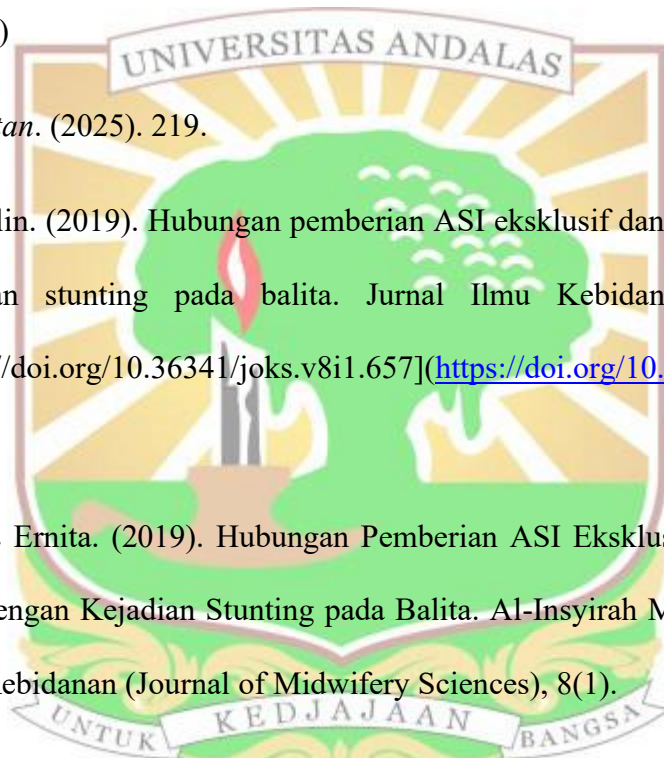 )
UNIVERSITAS ANDALAS
tan. (2025). 219.
lin. (2019). Hubungan pemberian ASI eksklusif dan
an stunting pada balita. Jurnal Ilmu Kebidan
//doi.org/10.36341/joks.v8i1.657](https://doi.org/10.
Ernita. (2019). Hubungan Pemberian ASI Eksklus
engan Kejadian Stunting pada Balita. Al-Insyirah M
ebidanan (Journal of Midwifery Sciences), 8(1).
UNTUK KEDJAJAAN BANGSA